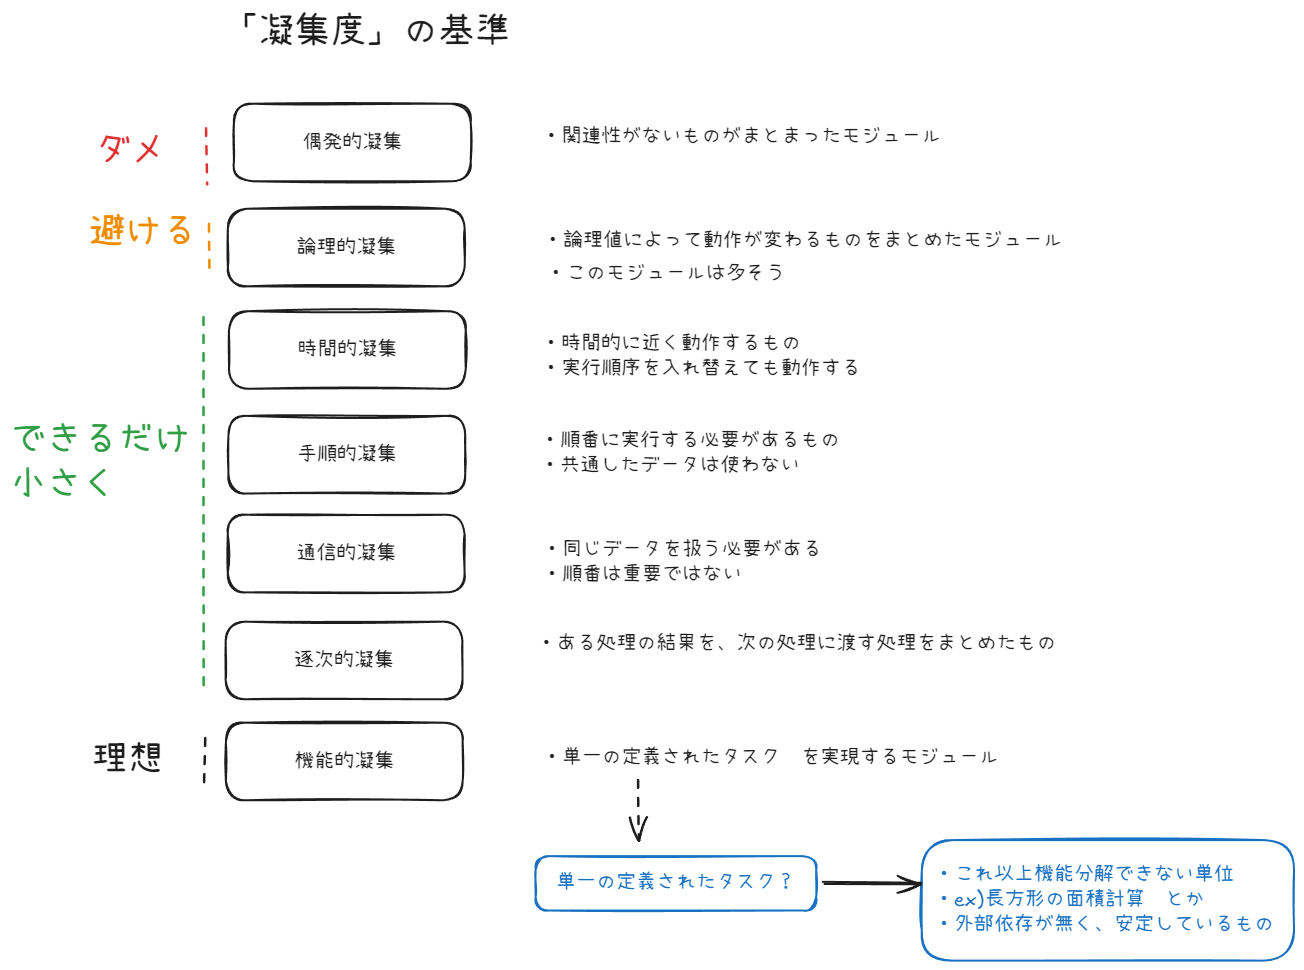 「凝集度」の基準
ダメ
偶発的凝集
・関連性がないものがまとまったモジュール
避ける
論理的凝集
・論理値によって動作が変わるものをまとめたモジュール
・このモジュールは多そう
できるだけ
小さく
時間的凝集
・時間的に近く動作するもの
・実行順序を入れ替えても動作する
手順的凝集
・順番に実行する必要があるもの
・共通したデータは使わない
通信的凝集
・同じデータを扱う必要がある
・順番は重要ではない
逐次的凝集
・ある処理の結果を、次の処理に渡す処理をまとめたもの
理想
機能的凝集
・単一の定義されたタスク　を実現するモジュール
単一の定義されたタスク？
・これ以上機能分解できない単位
・ex)長方形の面積計算　とか
・外部依存が無く、安定しているもの